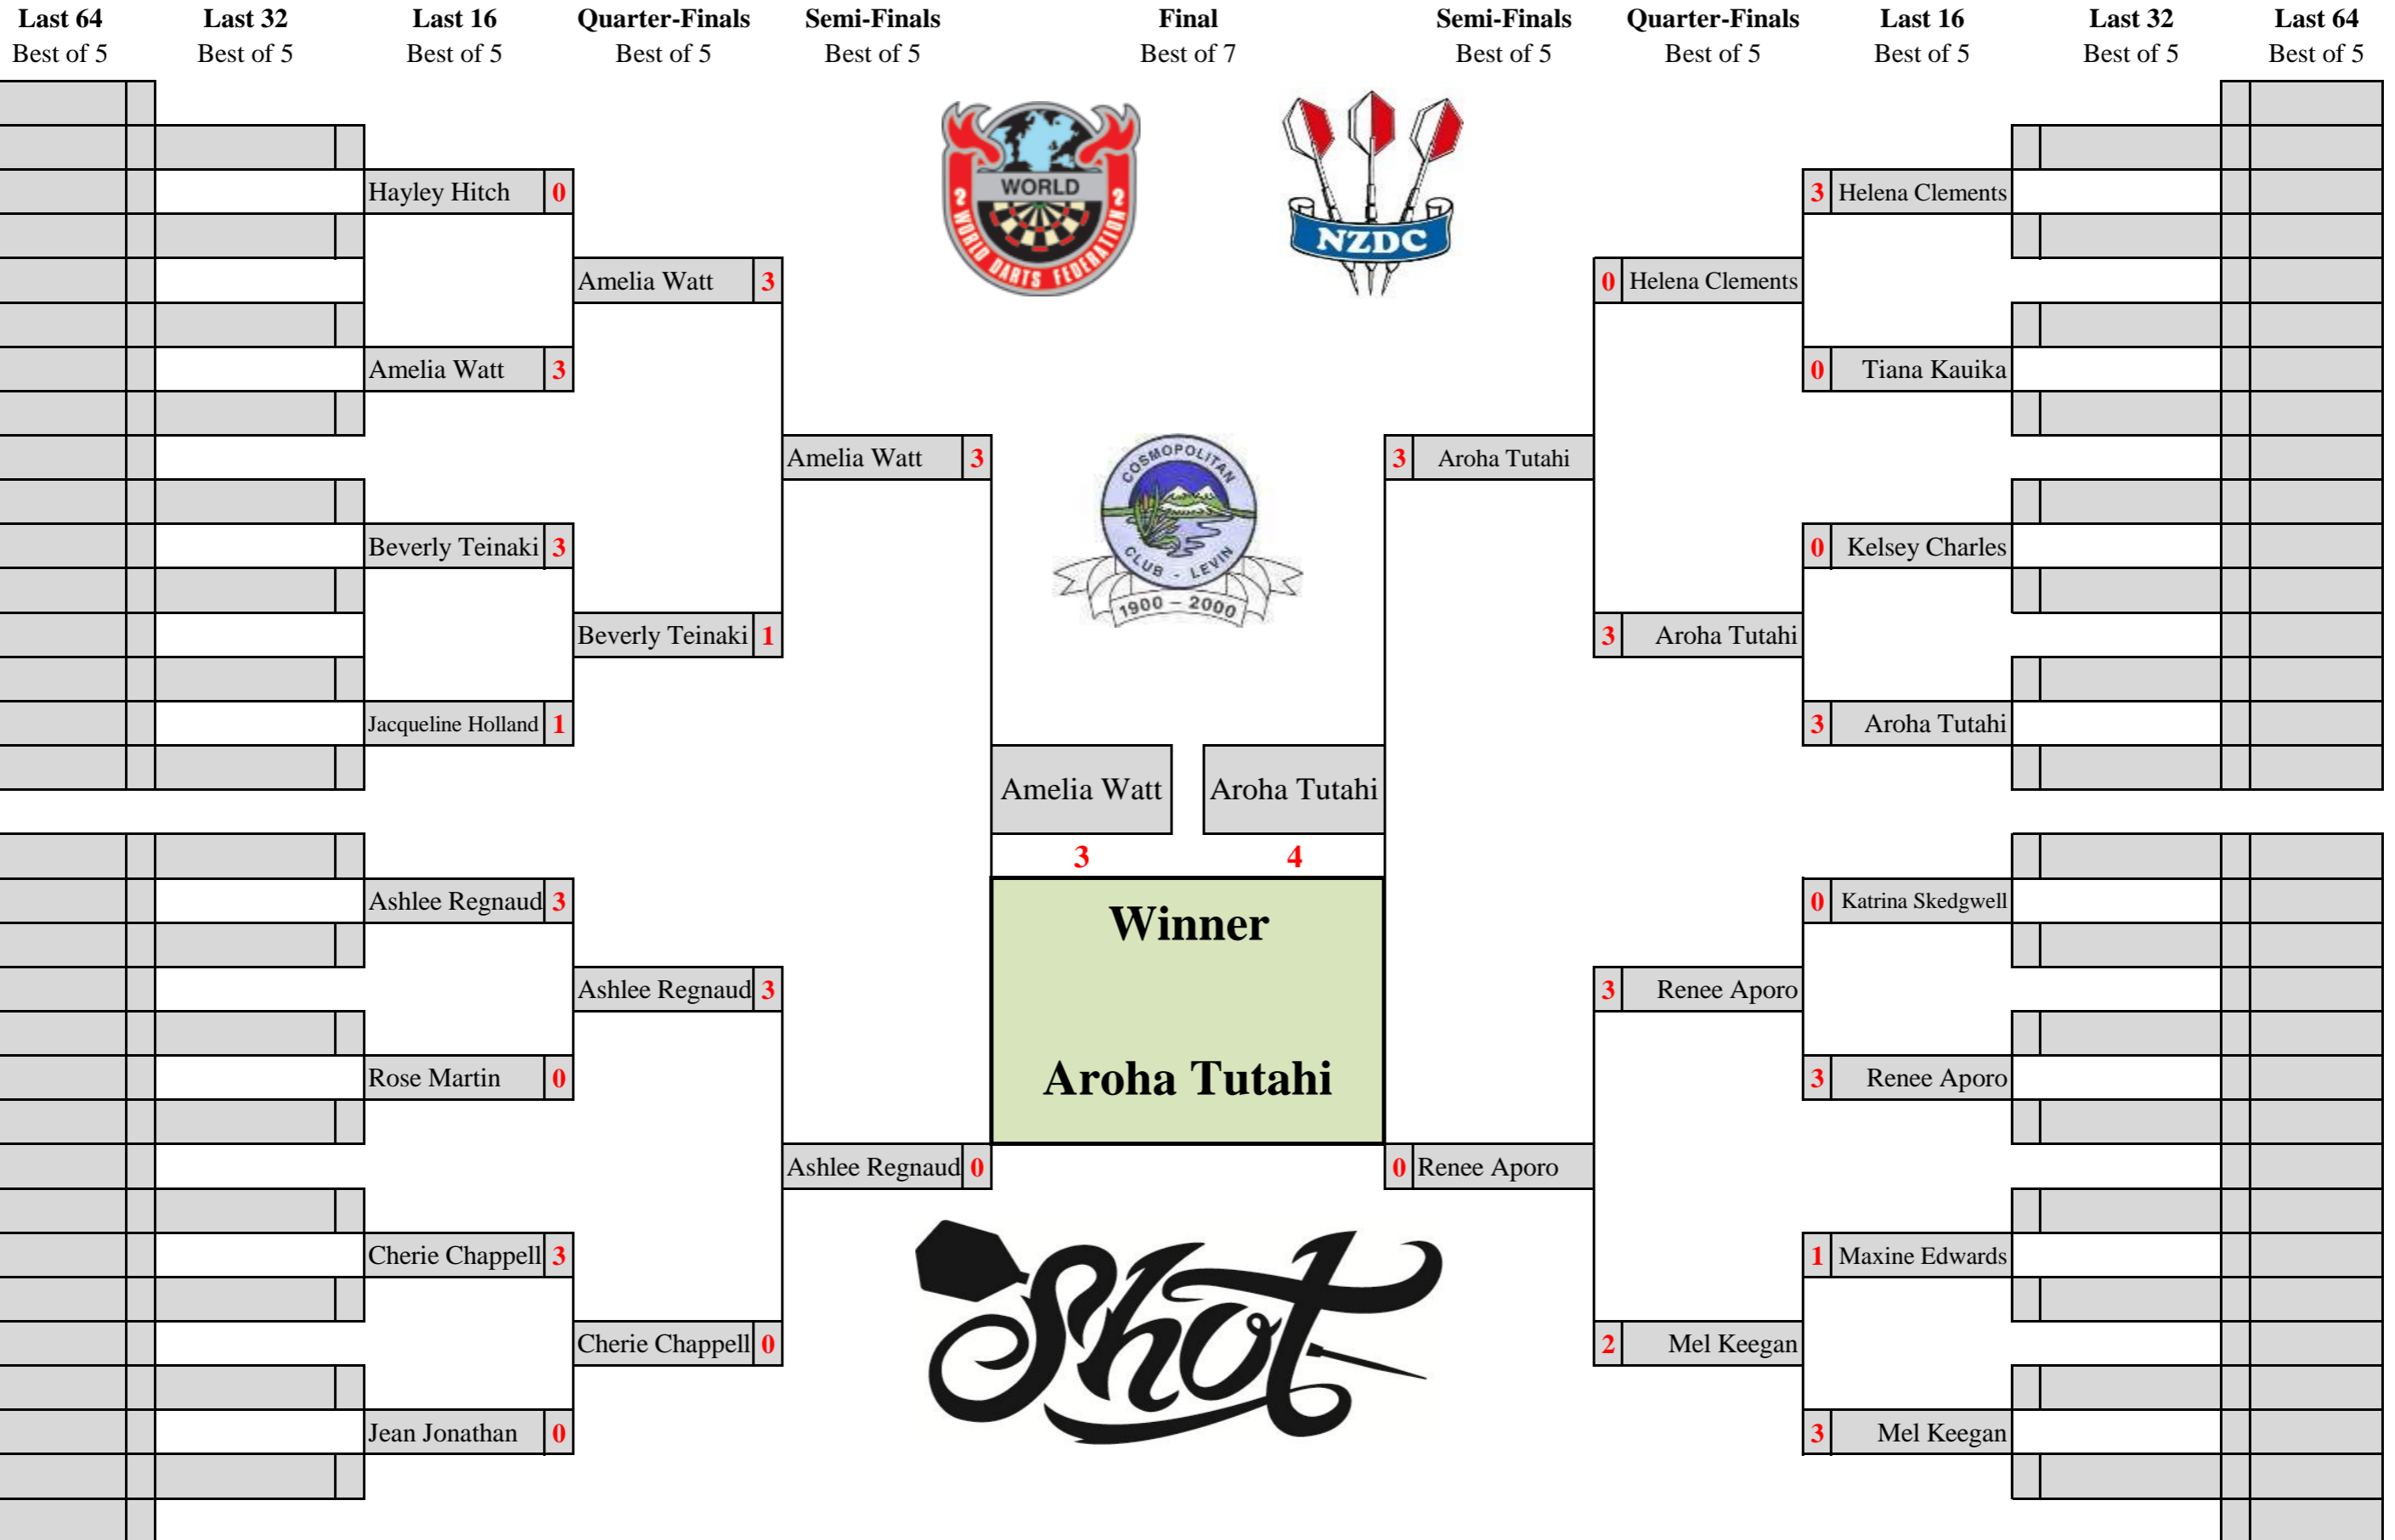 Last 64 Last 32 Last 16 Quarter-Finals Semi-Finals Final Semi-Finals Quarter-Finals Last 16 Last 32 Last 64
Best of 5 Best of 5 Best of 5 Best of 5 Best of 5 Best of 7 Best of 5 Best of 5 Best of 5 Best of 5 Best of 5
WORLD
2 WORLD DARTS FEDERATION 2
NZDC
Hayley Hitch 0
3 Helena Clements
Amelia Watt 3
0 Helena Clements
Amelia Watt 3
0 Tiana Kauika
Amelia Watt 3
3 Aroha Tutahi
COSMOPOLITAN
CLUB - LEVIN
1900 - 2000
Beverly Teinaki 3
0 Kelsey Charles
Beverly Teinaki 1
3 Aroha Tutahi
Jacqueline Holland 1
3 Aroha Tutahi
Amelia Watt Aroha Tutahi
3 4
Ashlee Regnaud 3
Winner
0 Katrina Skedgwell
Ashlee Regnaud 3
3 Renee Aporo
Rose Martin 0
Aroha Tutahi
3 Renee Aporo
Ashlee Regnaud 0
0 Renee Aporo
Cherie Chappell 3
Shot
1 Maxine Edwards
Cherie Chappell 0
2 Mel Keegan
Jean Jonathan 0
3 Mel Keegan